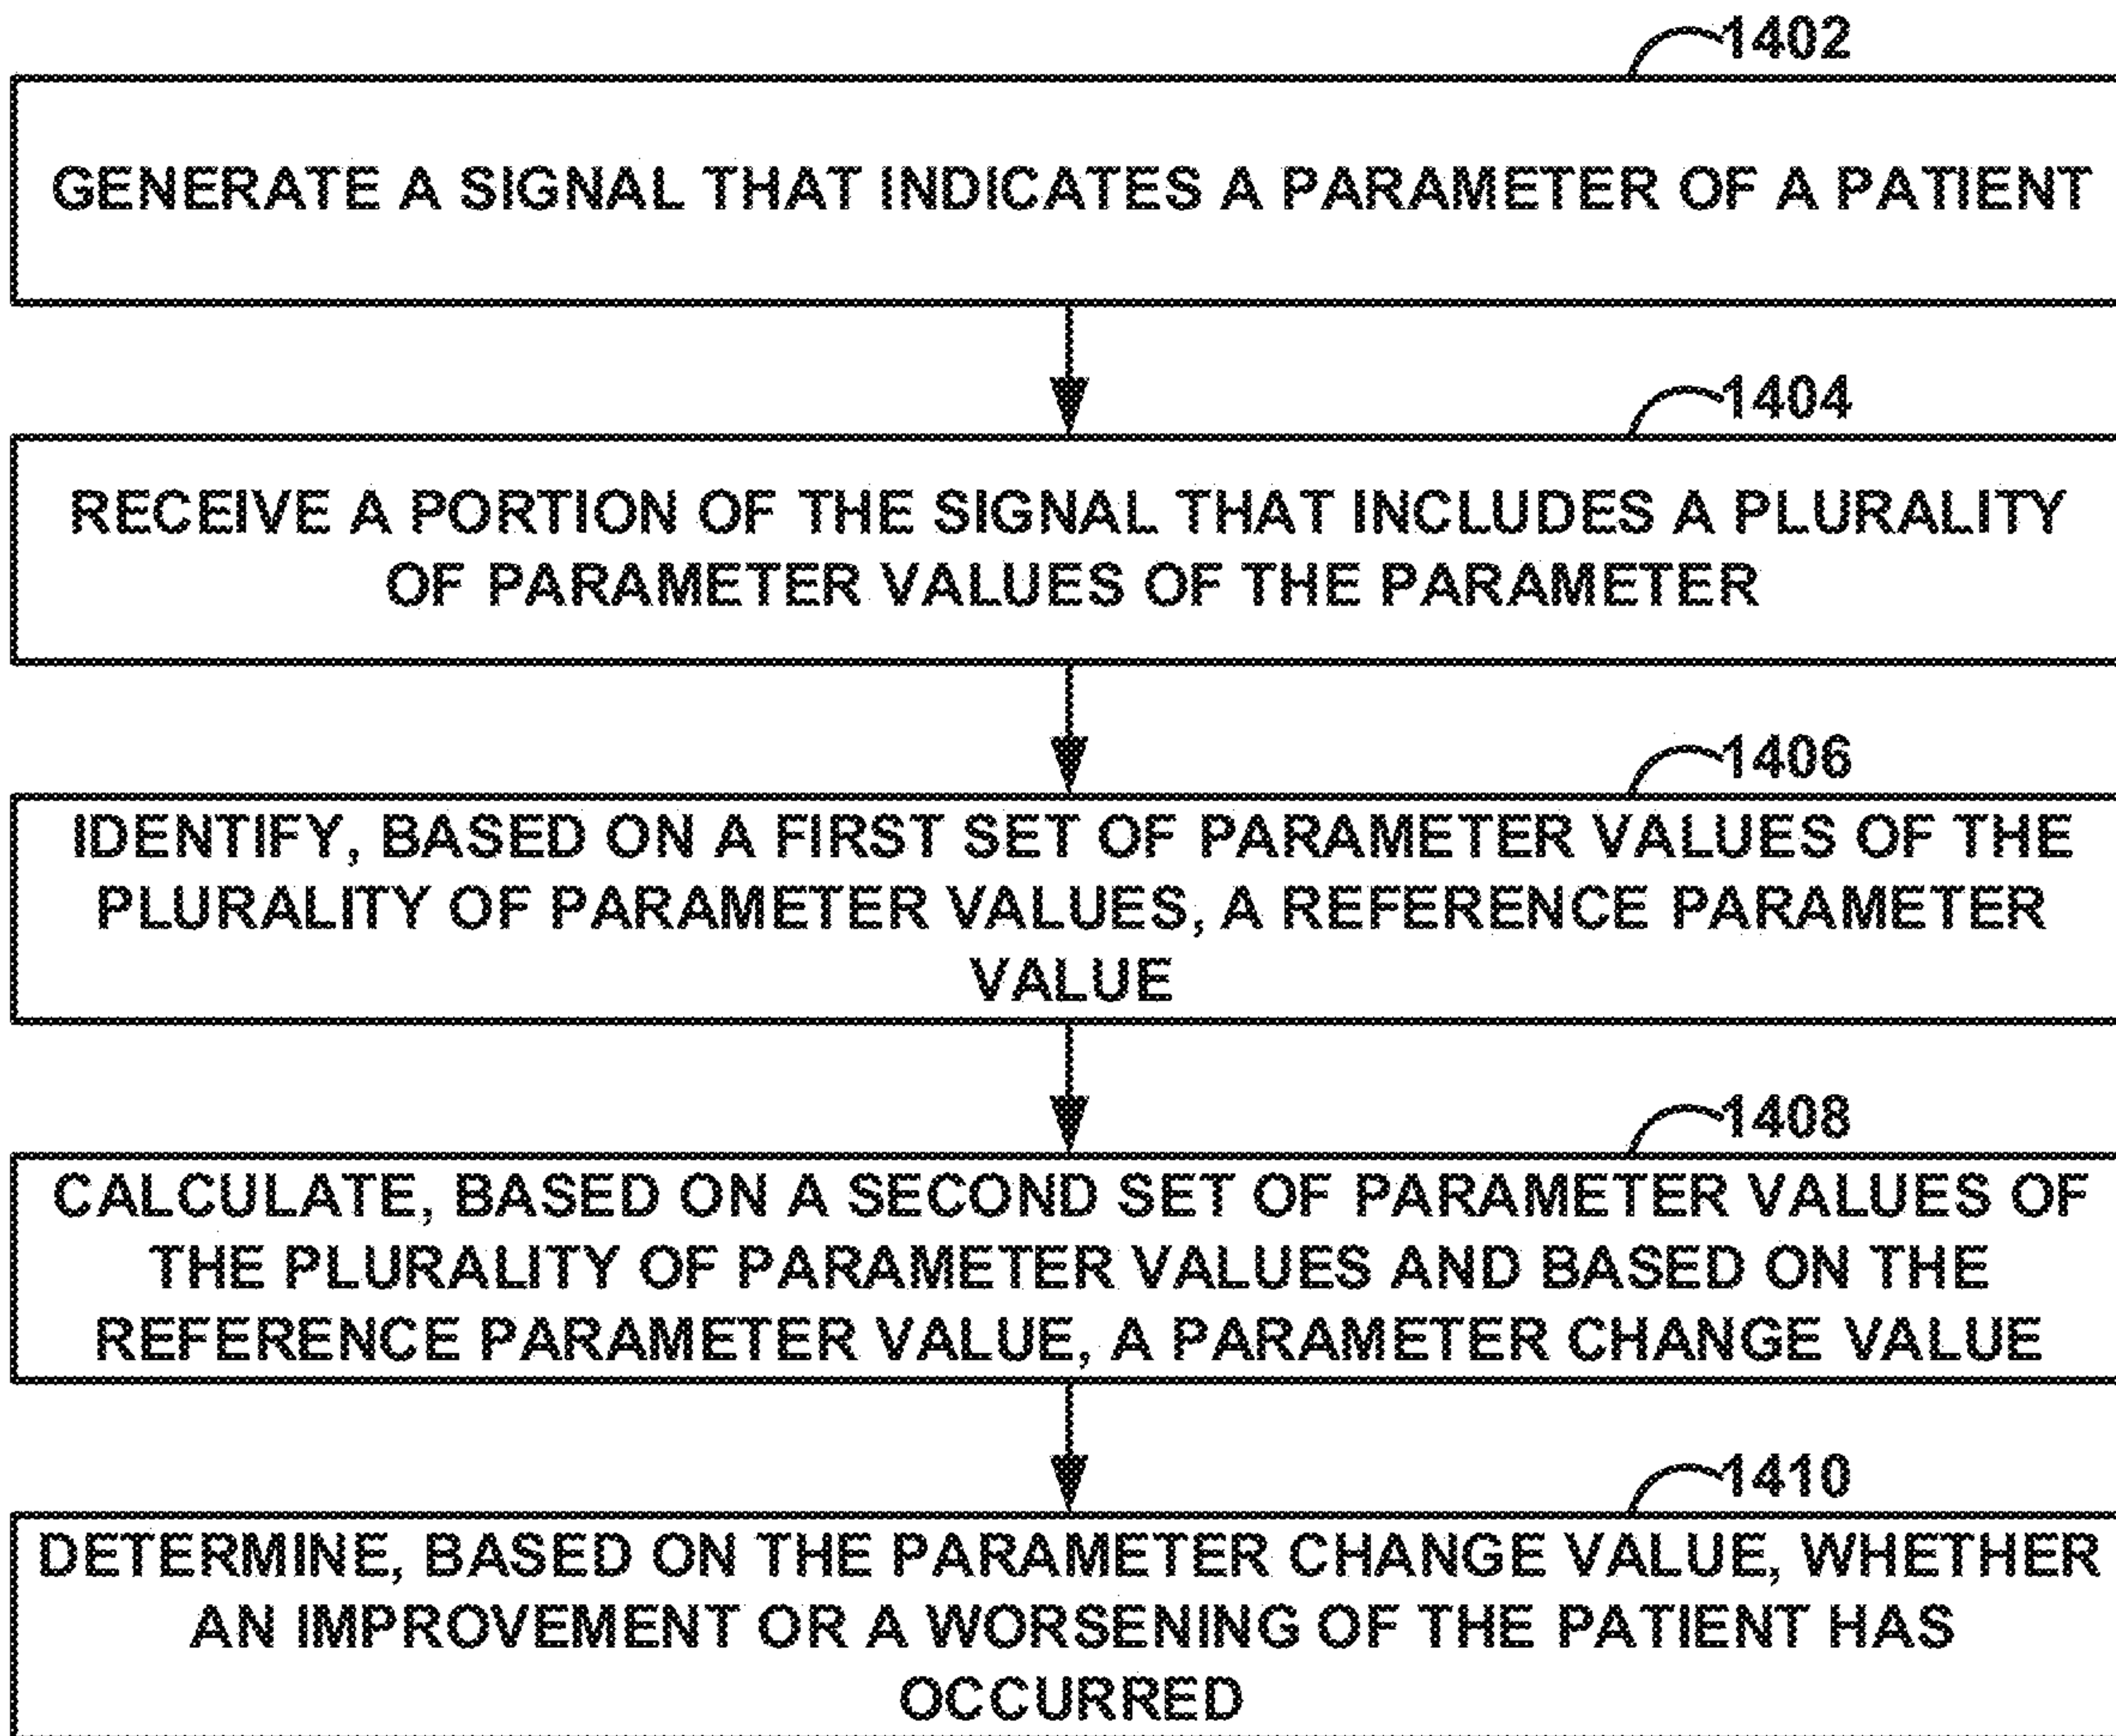 1402
GENERATE A SIGNAL THAT INDICATES A PARAMETER OF A PATIENT
1404
RECEIVE A PORTION OF THE SIGNAL THAT INCLUDES A PLURALITY
OF PARAMETER VALUES OF THE PARAMETER
1406
IDENTIFY, BASED ON A FIRST SET OF PARAMETER VALUES OF THE
PLURALITY OF PARAMETER VALUES, A REFERENCE PARAMETER
VALUE
1408
CALCULATE, BASED ON A SECOND SET OF PARAMETER VALUES OF
THE PLURALITY OF PARAMETER VALUES AND BASED ON THE
REFERENCE PARAMETER VALUE, A PARAMETER CHANGE VALUE
1410
DETERMINE, BASED ON THE PARAMETER CHANGE VALUE, WHETHER
AN IMPROVEMENT OR A WORSENING OF THE PATIENT HAS
OCCURRED